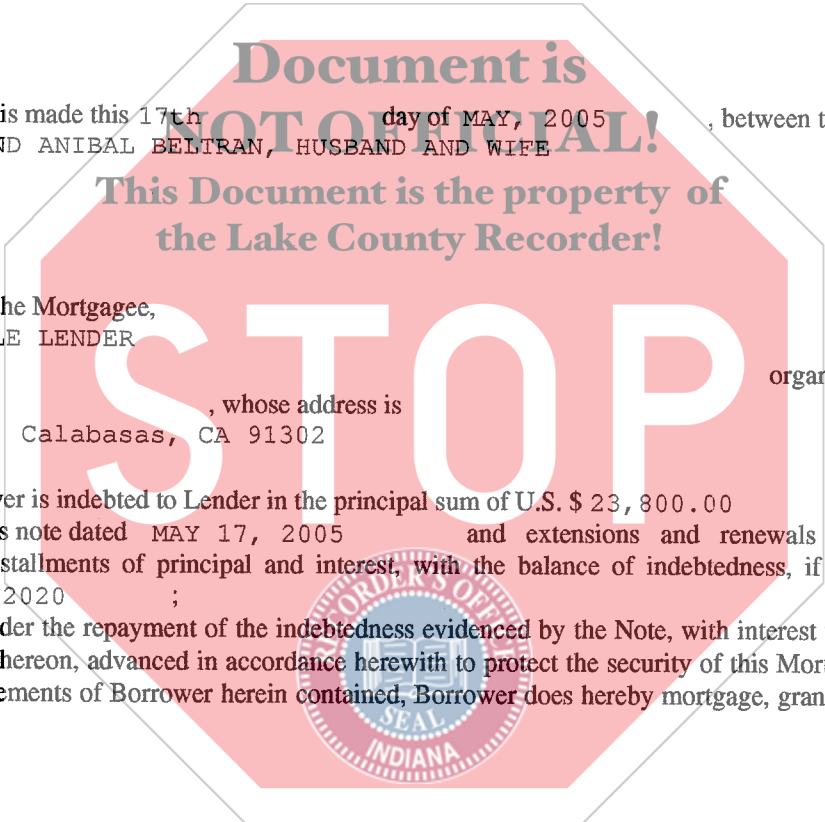 Document is
is made this 17th day of MAY, 2005 , between t
NOT OFFICIAL!
ND ANIBAL BELTRAN, HUSBAND AND WIFE
This Document is the property of
the Lake County Recorder!
he Mortgagee,
LE LENDER
STOP
organ
, whose address is
Calabasas, CA 91302
er is indebted to Lender in the principal sum of U.S. $ 23,800.00
s note dated MAY 17, 2005 and extensions and renewals
stallments of principal and interest, with the balance of indebtedness, if
2020 ;
RECORDER'S OFFICE
der the repayment of the indebtedness evidenced by the Note, with interest
hereon, advanced in accordance herewith to protect the security of this Mor
ements of Borrower herein contained, Borrower does hereby mortgage, gran
SEAL
INDIANA